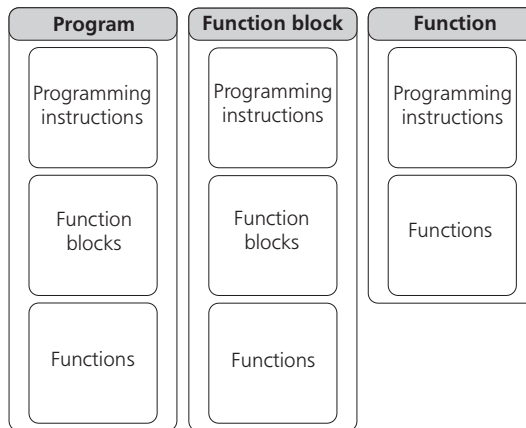 Program
Programming
instructions
Function
blocks
Functions
Function block
Programming
instructions
Function
blocks
Functions
Function
Programming
instructions
Functions